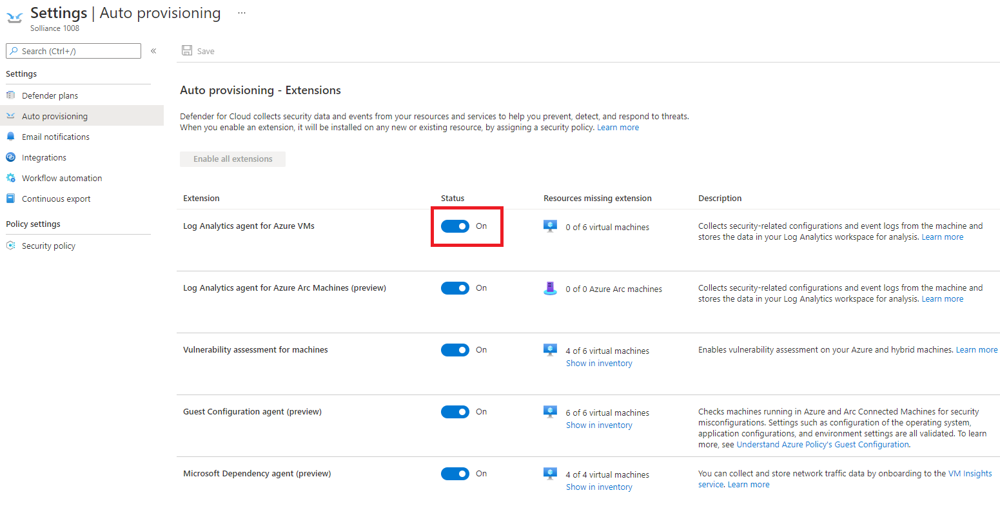 Settings | Auto provisioning ...
Solliance 1008
Search (Ctrl+/)
«
Save
Settings
Defender plans
Auto provisioning
Email notifications
Integrations
Workflow automation
Continuous export
Policy settings
Security policy
Auto provisioning - Extensions
Defender for Cloud collects security data and events from your resources and services to help you prevent, detect, and respond to threats.
When you enable an extension, it will be installed on any new or existing resource, by assigning a security policy. Learn more
Enable all extensions
Extension Status Resources missing extension Description
Log Analytics agent for Azure VMs On 0 of 6 virtual machines Collects security-related configurations and event logs from the machine and
stores the data in your Log Analytics workspace for analysis. Learn more
Log Analytics agent for Azure Arc Machines (preview) On 0 of 0 Azure Arc machines Collects security-related configurations and event logs from the machine and
stores the data in your Log Analytics workspace for analysis. Learn more
Vulnerability assessment for machines On 4 of 6 virtual machines Enables vulnerability assessment on your Azure and hybrid machines. Learn more
Show in inventory
Guest Configuration agent (preview) On 6 of 6 virtual machines Checks machines running in Azure and Arc Connected Machines for security
Show in inventory misconfigurations. Settings such as configuration of the operating system,
application configurations, and environment settings are all validated. To learn
more, see Understand Azure Policy's Guest Configuration.
Microsoft Dependency agent (preview) On 4 of 4 virtual machines You can collect and store network traffic data by onboarding to the VM Insights
Show in inventory service. Learn more